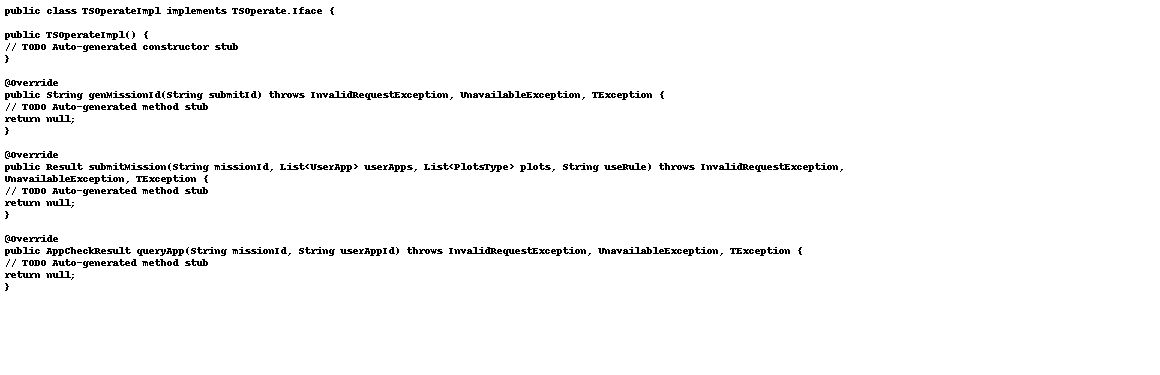 public class TSOperateImpl implements TSOperate.Iface {
public TSOperateImpl() {
// TODO Auto-generated constructor stub
}
@Override
public String genMissionId(String submitId) throws InvalidRequestException, UnavailableException, TException {
// TODO Auto-generated method stub
return null;
}
@Override
public Result submitMission(String missionId, List<UserApp> userApps, List<PlotsType> plots, String useRule) throws InvalidRequestException,
UnavailableException, TException {
// TODO Auto-generated method stub
return null;
}
@Override
public AppCheckResult queryApp(String missionId, String userAppId) throws InvalidRequestException, UnavailableException, TException {
// TODO Auto-generated method stub
return null;
}